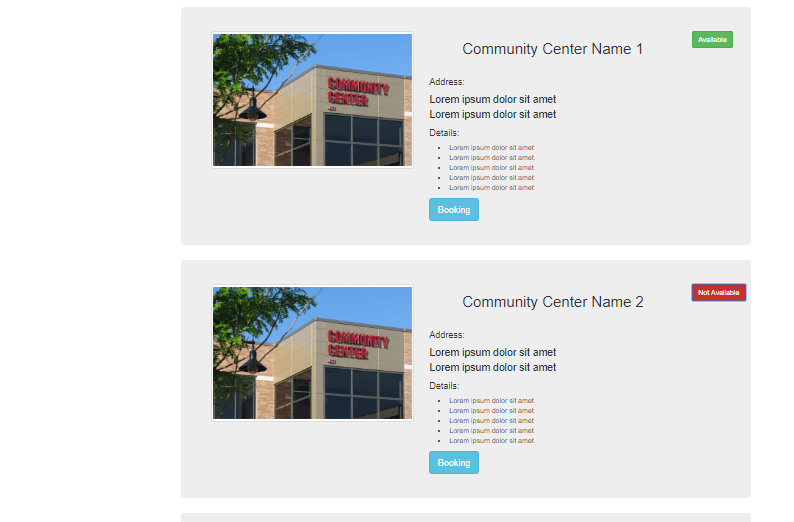 COMMUNITY
CENTER
Community Center Name 1
Available
Address:
Lorem ipsum dolor sit amet
Lorem ipsum dolor sit amet
Details:
Lorem ipsum dolor sit amet
Lorem ipsum dolor sit amet
Lorem ipsum dolor sit amet
Lorem ipsum dolor sit amet
Lorem ipsum dolor sit amet
Booking
COMMUNITY
CENTER
Community Center Name 2
Not Available
Address:
Lorem ipsum dolor sit amet
Lorem ipsum dolor sit amet
Details:
Lorem ipsum dolor sit amet
Lorem ipsum dolor sit amet
Lorem ipsum dolor sit amet
Lorem ipsum dolor sit amet
Lorem ipsum dolor sit amet
Booking